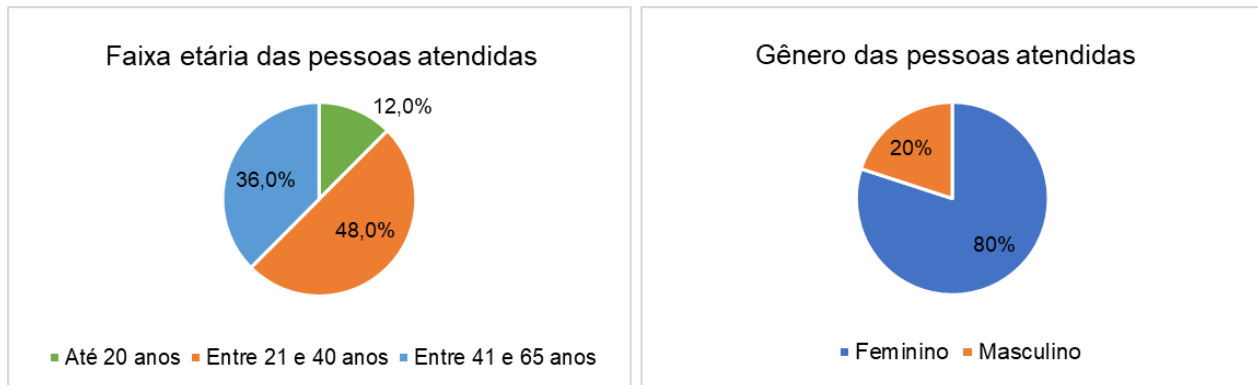 Faixa etária das pessoas atendidas
12,0%
36,0%
48,0%
Até 20 anos Entre 21 e 40 anos Entre 41 e 65 anos
Gênero das pessoas atendidas
20%
80%
Feminino Masculino